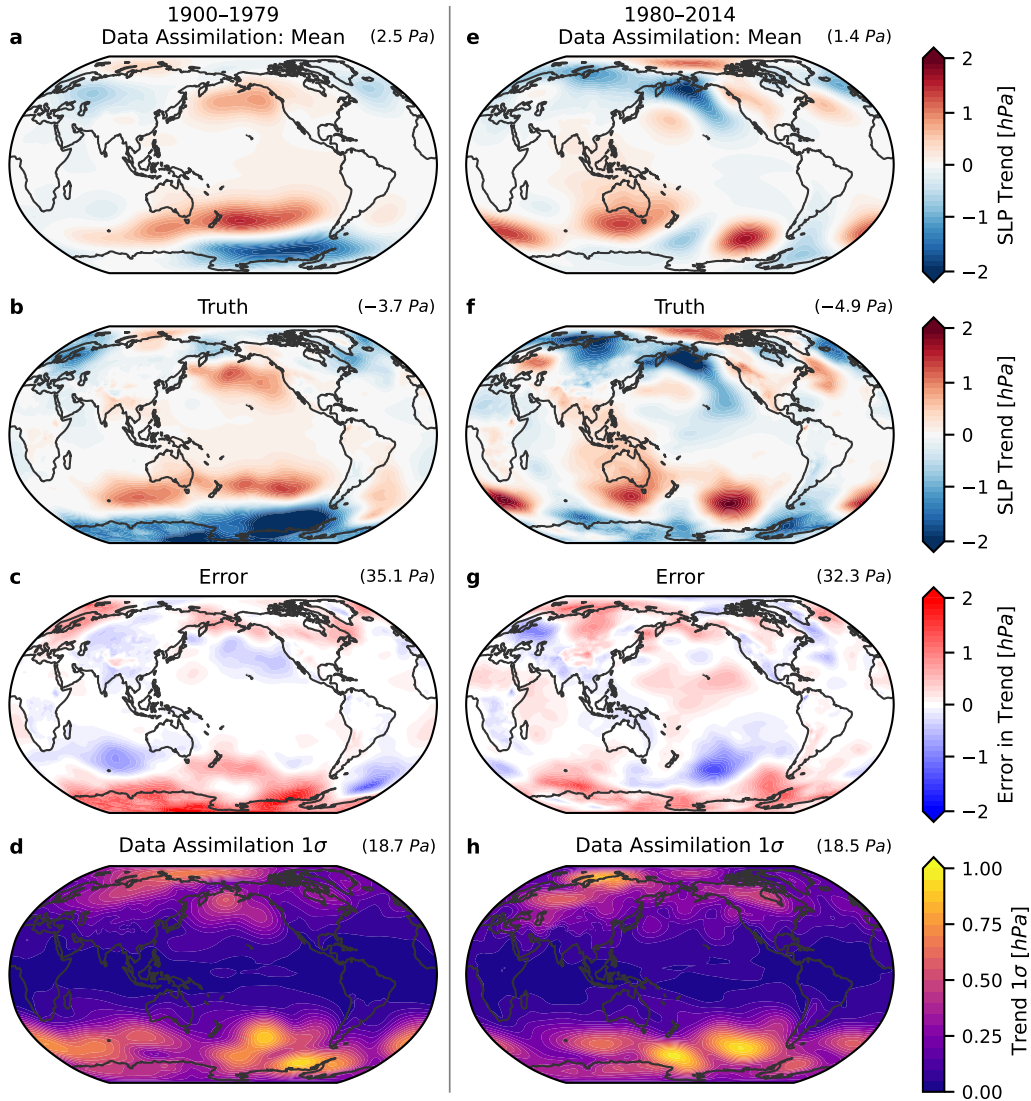 1900–1979
a Data Assimilation: Mean (2.5 Pa)
1980–2014
e Data Assimilation: Mean (1.4 Pa)
2
1
0
−1
−2
SLP Trend [hPa]
b Truth (−3.7 Pa)
f Truth (−4.9 Pa)
2
1
0
−1
−2
SLP Trend [hPa]
c Error (35.1 Pa)
g Error (32.3 Pa)
2
1
0
−1
−2
Error in Trend [hPa]
d Data Assimilation 1σ (18.7 Pa)
h Data Assimilation 1σ (18.5 Pa)
1.00
0.75
0.50
0.25
0.00
Trend 1σ [hPa]